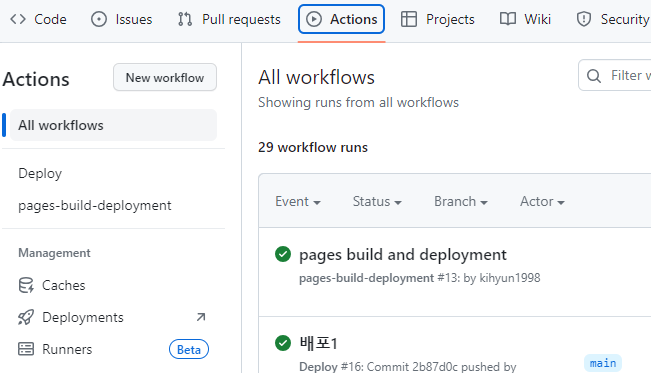 Code Issues Pull requests Actions Projects Wiki Security
Actions New workflow
All workflows
Deploy
pages-build-deployment
Management
Caches
Deployments
Runners Beta
All workflows
Showing runs from all workflows
Filter w
29 workflow runs
Event Status Branch Actor
pages build and deployment
pages-build-deployment #13: by kihyun1998
배포1
Deploy #16: Commit 2b87d0c pushed by
main